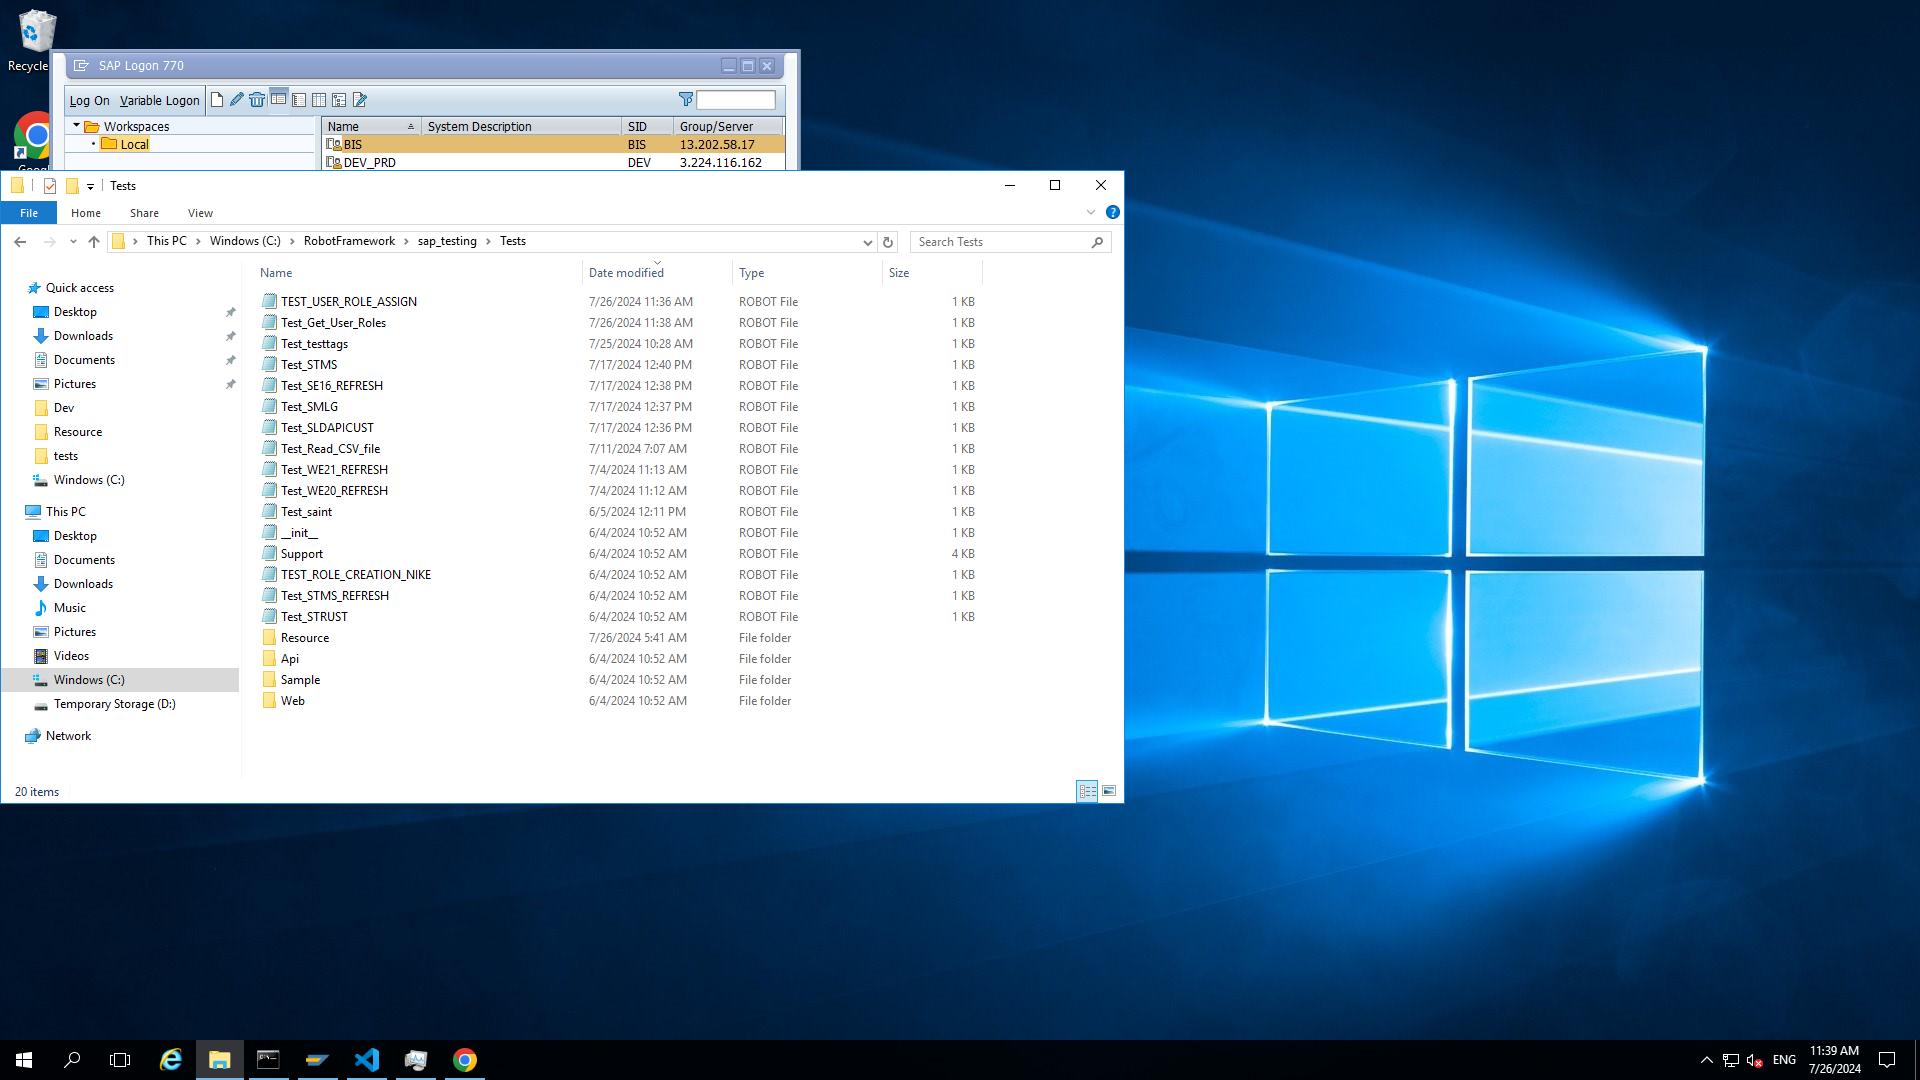 Recycle
SAP Logon 770
Log On Variable Logon
Workspaces
Local
Name System Description SID Group/Server
BIS BIS 13.202.58.17
DEV_PRD DEV 3.224.116.162
Tests
File Home Share View
This PC Windows (C:) RobotFramework sap_testing Tests
Search Tests
Quick access
Desktop
Downloads
Documents
Pictures
Dev
Resource
tests
Windows (C:)
This PC
Desktop
Documents
Downloads
Music
Pictures
Videos
Windows (C:)
Temporary Storage (D:)
Network
Name Date modified Type Size
TEST_USER_ROLE_ASSIGN 7/26/2024 11:36 AM ROBOT File 1 KB
Test_Get_User_Roles 7/26/2024 11:38 AM ROBOT File 1 KB
Test_testtags 7/25/2024 10:28 AM ROBOT File 1 KB
Test_STMS 7/17/2024 12:40 PM ROBOT File 1 KB
Test_SE16_REFRESH 7/17/2024 12:38 PM ROBOT File 1 KB
Test_SMLG 7/17/2024 12:37 PM ROBOT File 1 KB
Test_SLDAPICUST 7/17/2024 12:36 PM ROBOT File 1 KB
Test_Read_CSV_file 7/11/2024 7:07 AM ROBOT File 1 KB
Test_WE21_REFRESH 7/4/2024 11:13 AM ROBOT File 1 KB
Test_WE20_REFRESH 7/4/2024 11:12 AM ROBOT File 1 KB
Test_saint 6/5/2024 12:11 PM ROBOT File 1 KB
__init__ 6/4/2024 10:52 AM ROBOT File 1 KB
Support 6/4/2024 10:52 AM ROBOT File 4 KB
TEST_ROLE_CREATION_NIKE 6/4/2024 10:52 AM ROBOT File 1 KB
Test_STMS_REFRESH 6/4/2024 10:52 AM ROBOT File 1 KB
Test_STRUST 6/4/2024 10:52 AM ROBOT File 1 KB
Resource 7/26/2024 5:41 AM File folder
Api 6/4/2024 10:52 AM File folder
Sample 6/4/2024 10:52 AM File folder
Web 6/4/2024 10:52 AM File folder
20 items
ENG
11:39 AM
7/26/2024